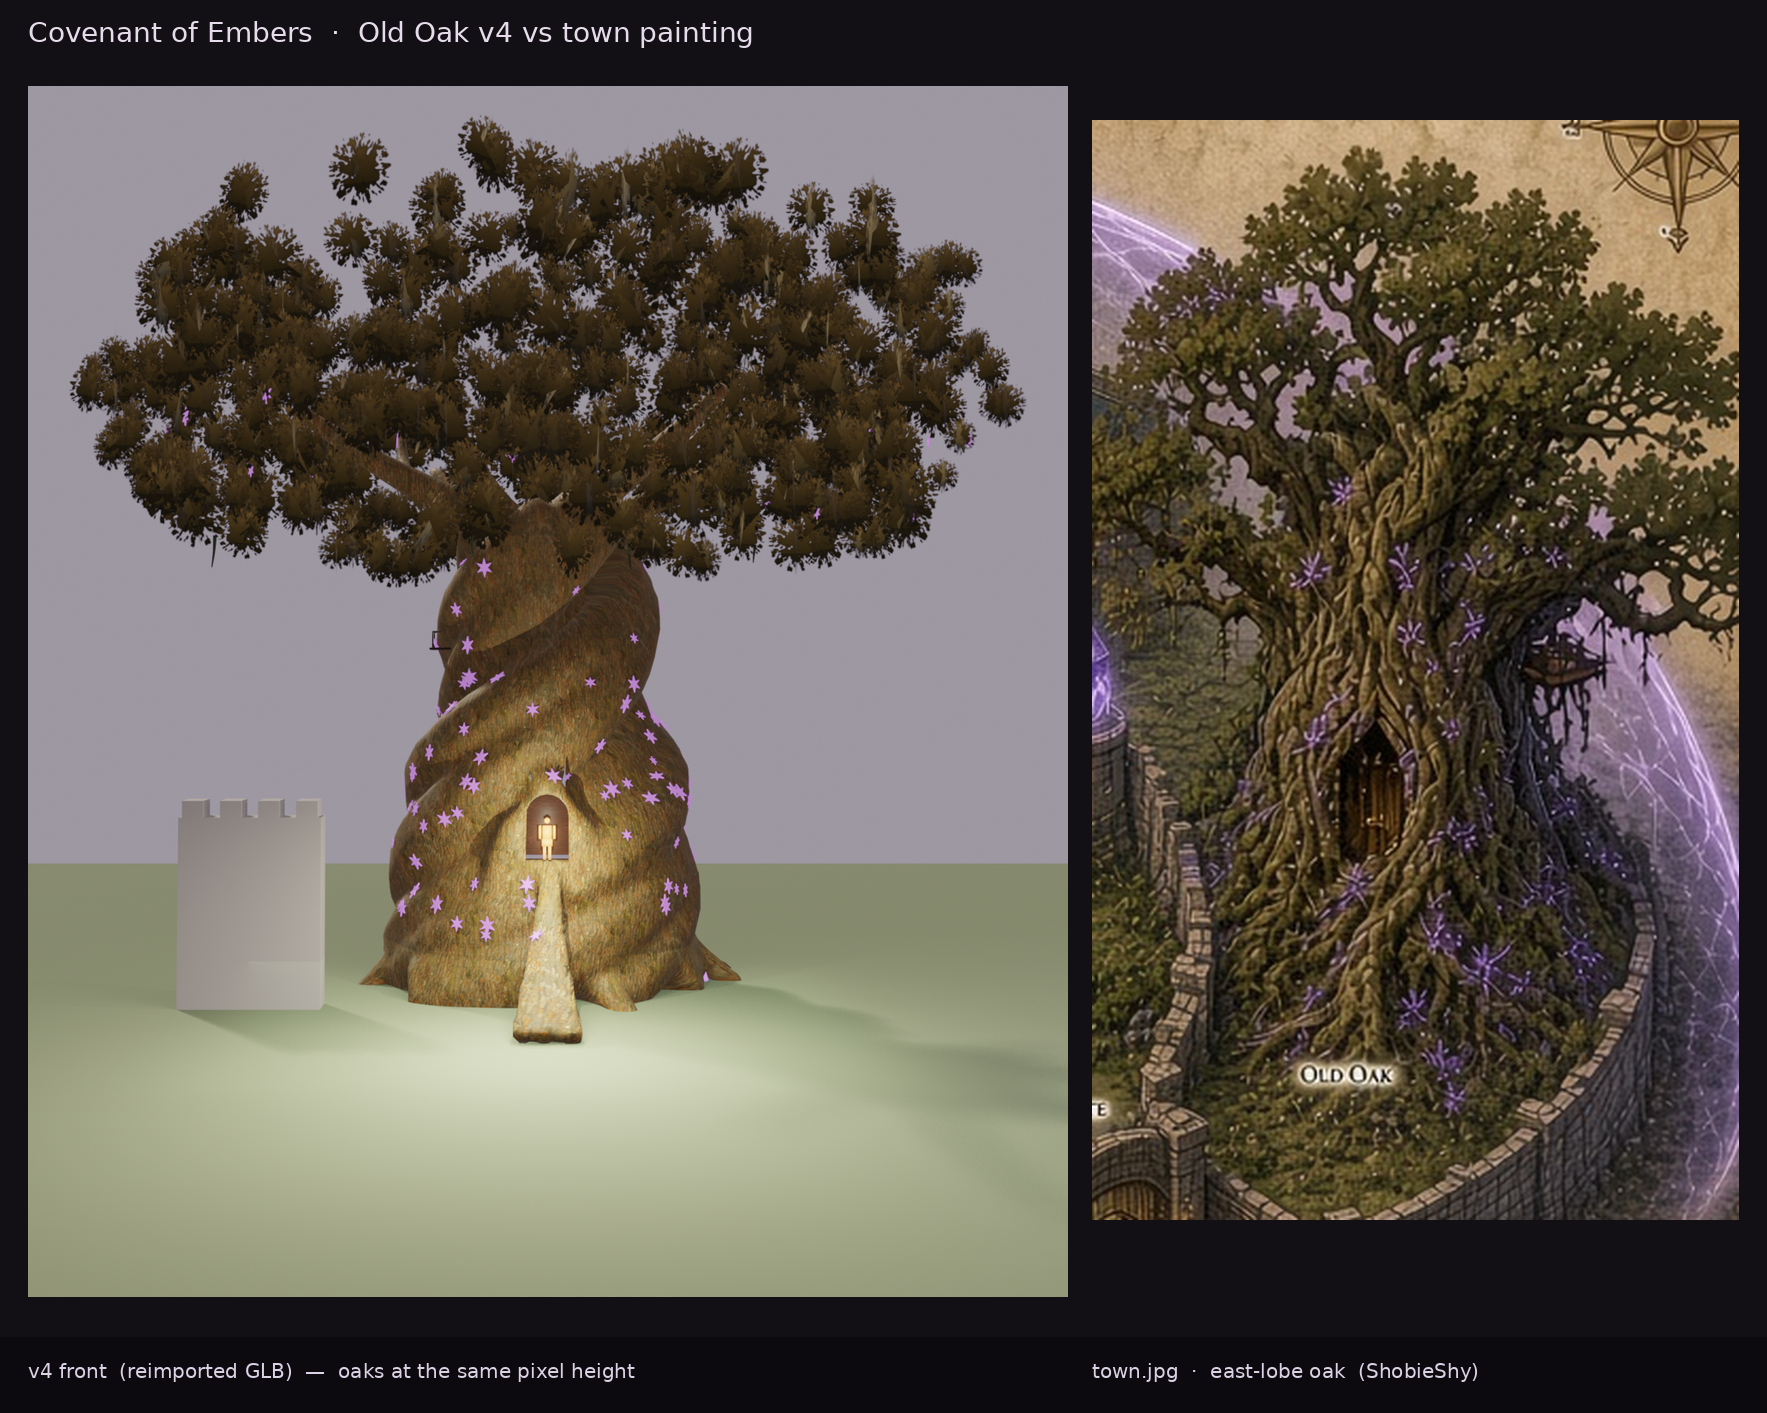 Covenant of Embers · Old Oak v4 vs town painting
OLD OAK
TE
v4 front (reimported GLB) — oaks at the same pixel height
town.jpg · east-lobe oak (ShobieShy)